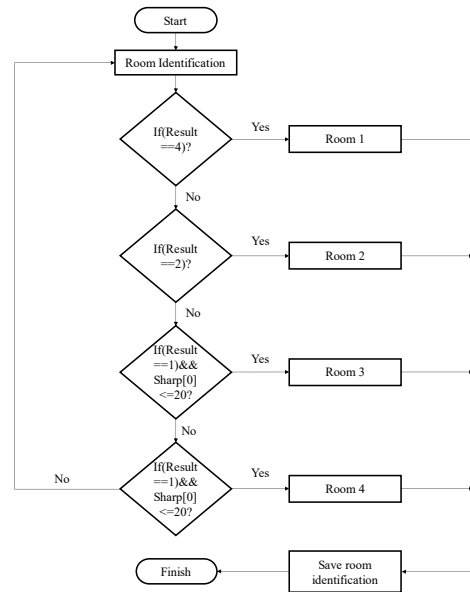 Start
Room Identification
If(Result
==4)?
Yes
Room 1
No
If(Result
==2)?
Yes
Room 2
No
If(Result
==1)&&
Sharp[0]
<=20?
Yes
Room 3
No
If(Result
==1)&&
Sharp[0]
<=20?
Yes
Room 4
No
Save room
identification
Finish